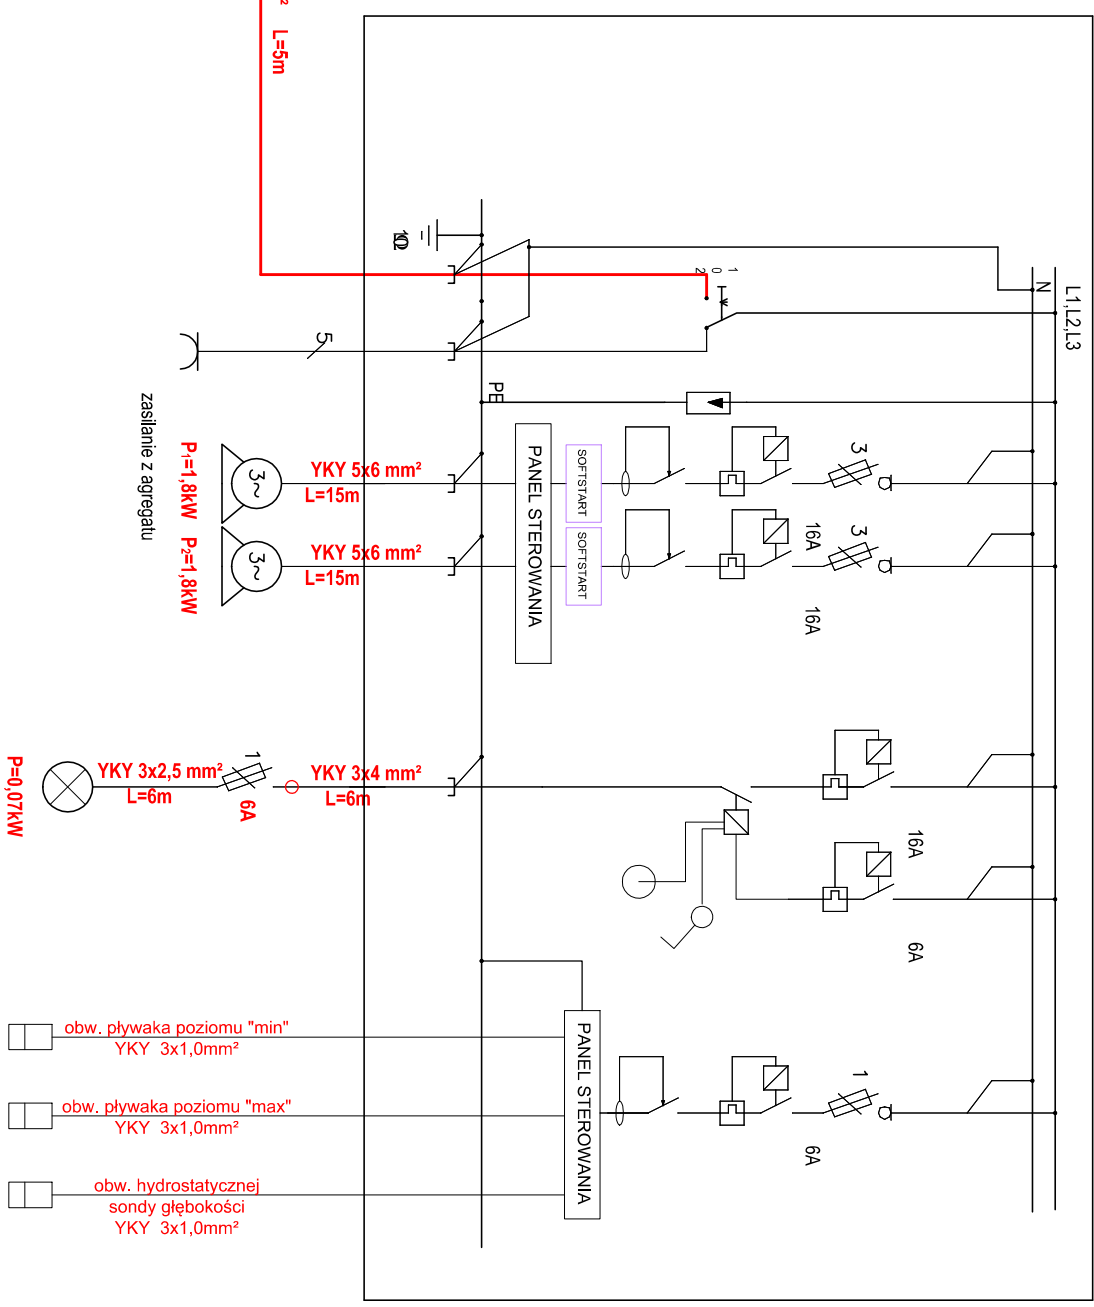 L=5m
1
0
2
N
L1,L2,L3
5
zasilanie z agregatu
PE
P₁=1,8kW
P₂=1,8kW
3~
YKY 5x6 mm²
L=15m
PANEL STEROWANIA
SOFTSTART
3
16A
3~
YKY 5x6 mm²
L=15m
SOFTSTART
3
16A
P=0,07kW
YKY 3x2,5 mm²
L=6m
1
6A
YKY 3x4 mm²
L=6m
16A
6A
obw. pływaka poziomu "min"
YKY 3x1,0mm²
obw. pływaka poziomu "max"
YKY 3x1,0mm²
obw. hydrostatycznej
sondy głębokości
YKY 3x1,0mm²
PANEL STEROWANIA
1
6A